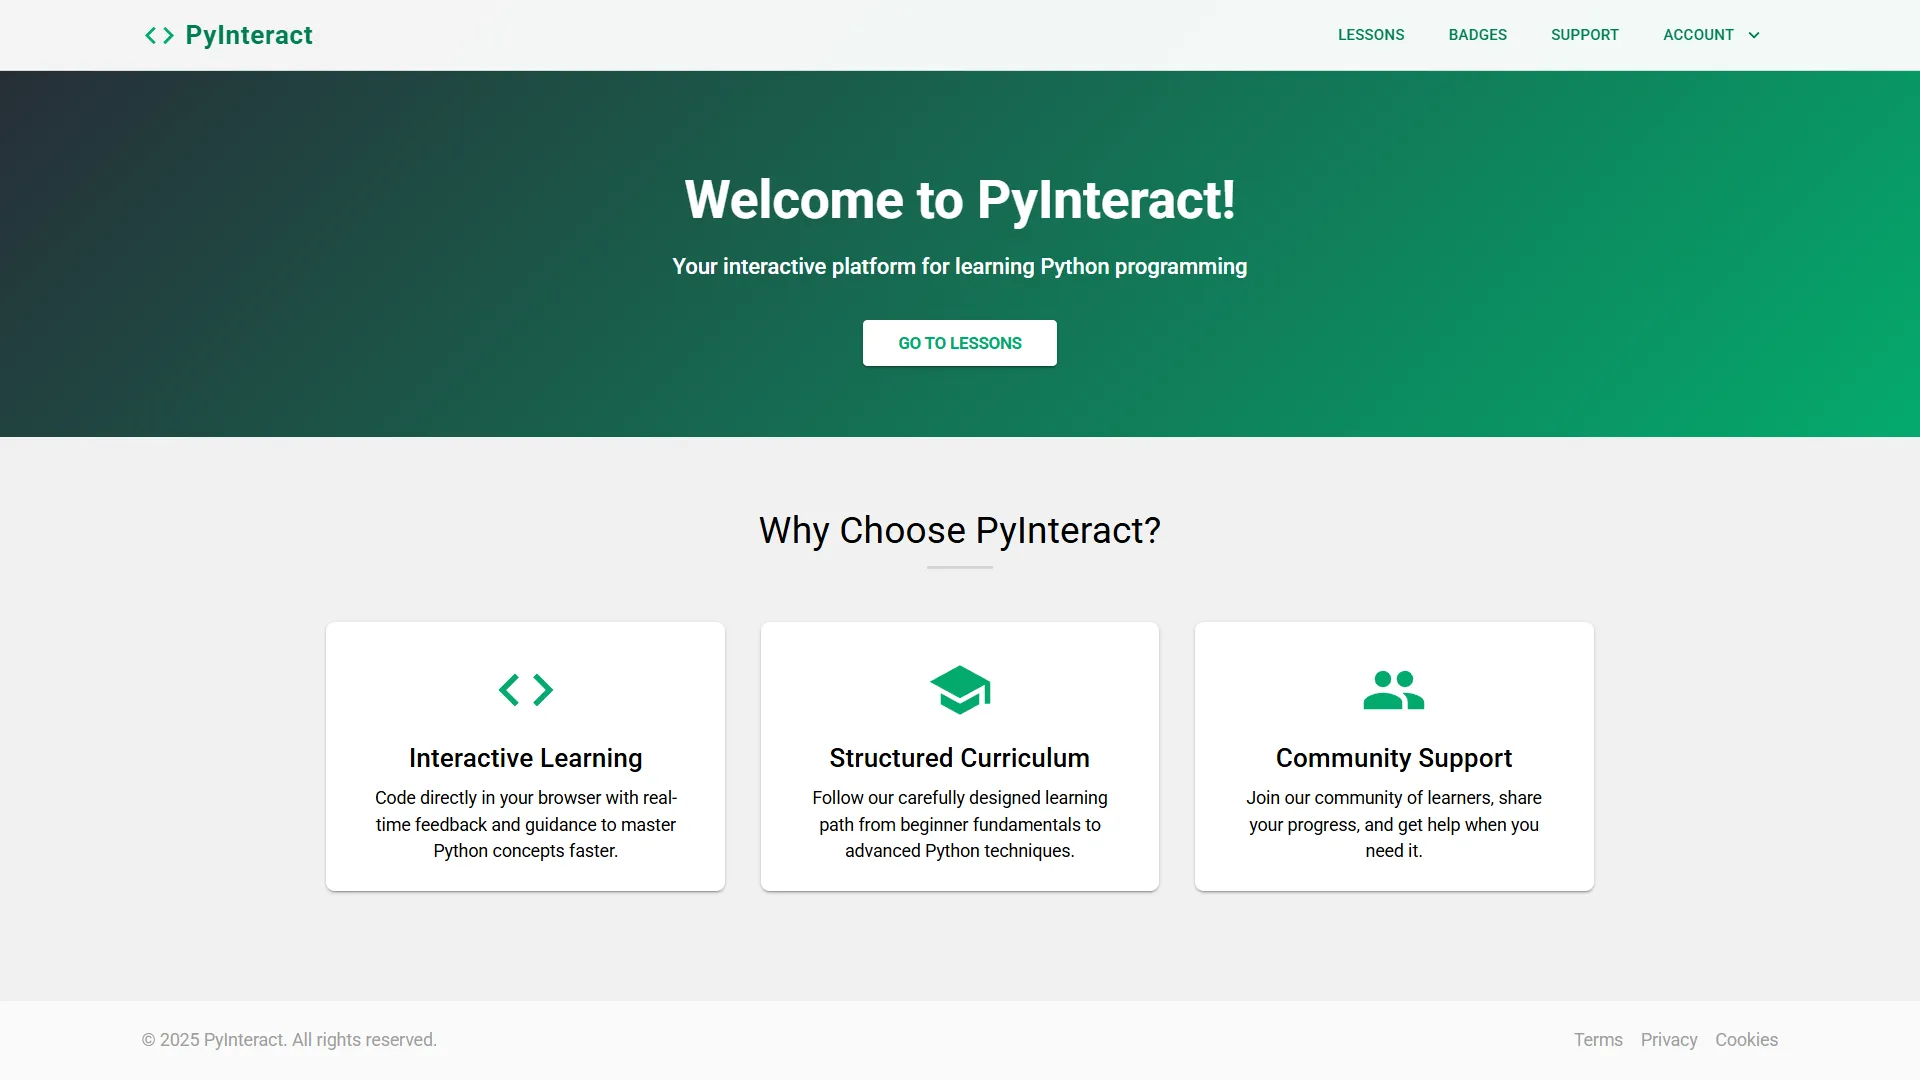 PyInteract
LESSONS
BADGES
SUPPORT
ACCOUNT
Welcome to PyInteract!
Your interactive platform for learning Python programming
GO TO LESSONS
Why Choose PyInteract?
Interactive Learning
Code directly in your browser with real-
time feedback and guidance to master
Python concepts faster.
Structured Curriculum
Follow our carefully designed learning
path from beginner fundamentals to
advanced Python techniques.
Community Support
Join our community of learners, share
your progress, and get help when you
need it.
© 2025 PyInteract. All rights reserved.
Terms
Privacy
Cookies